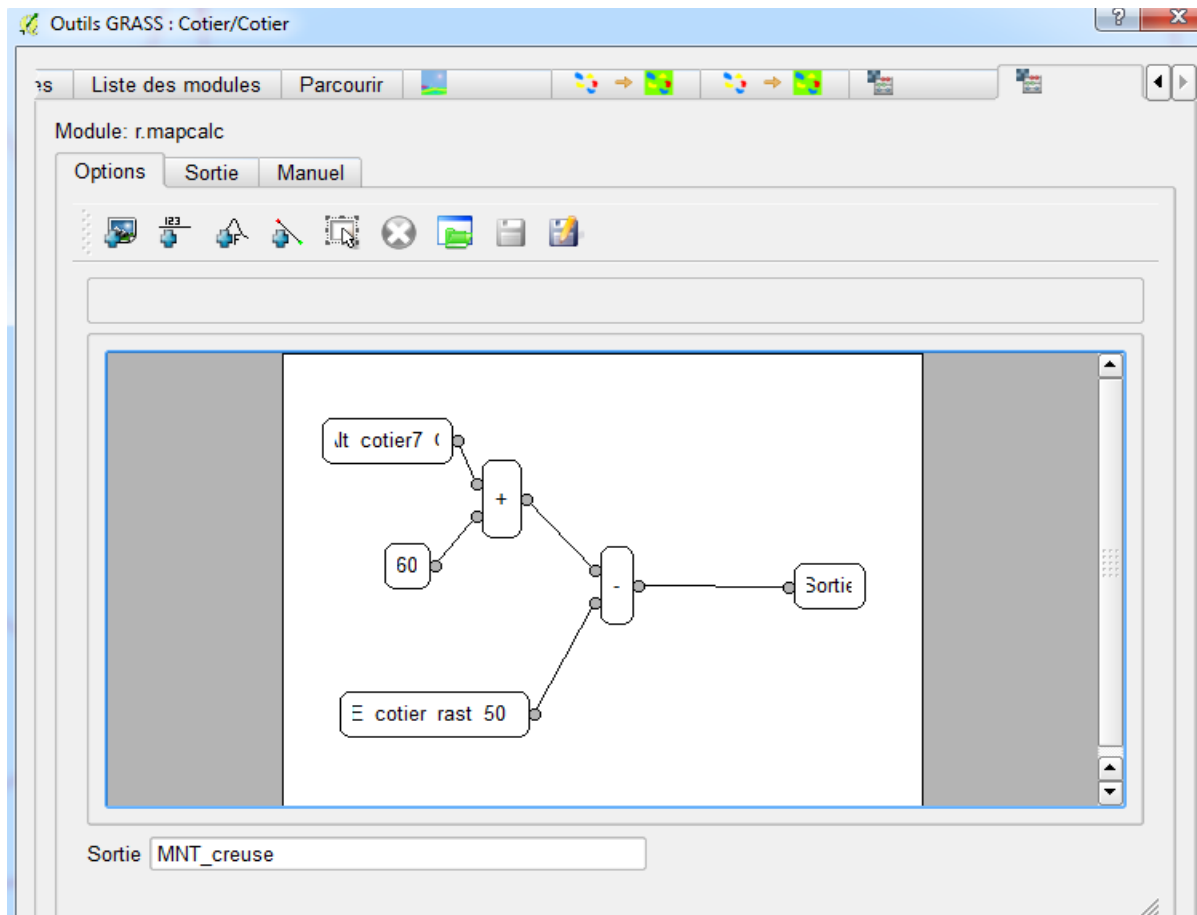 Outils GRASS : Cotier/Cotier
Liste des modules
Parcourir
Module: r.mapcalc
Options
Sortie
Manuel
123
F
cotier7
+
60
-
Sortie
cotier rast 50
Sortie
MNT_creuse